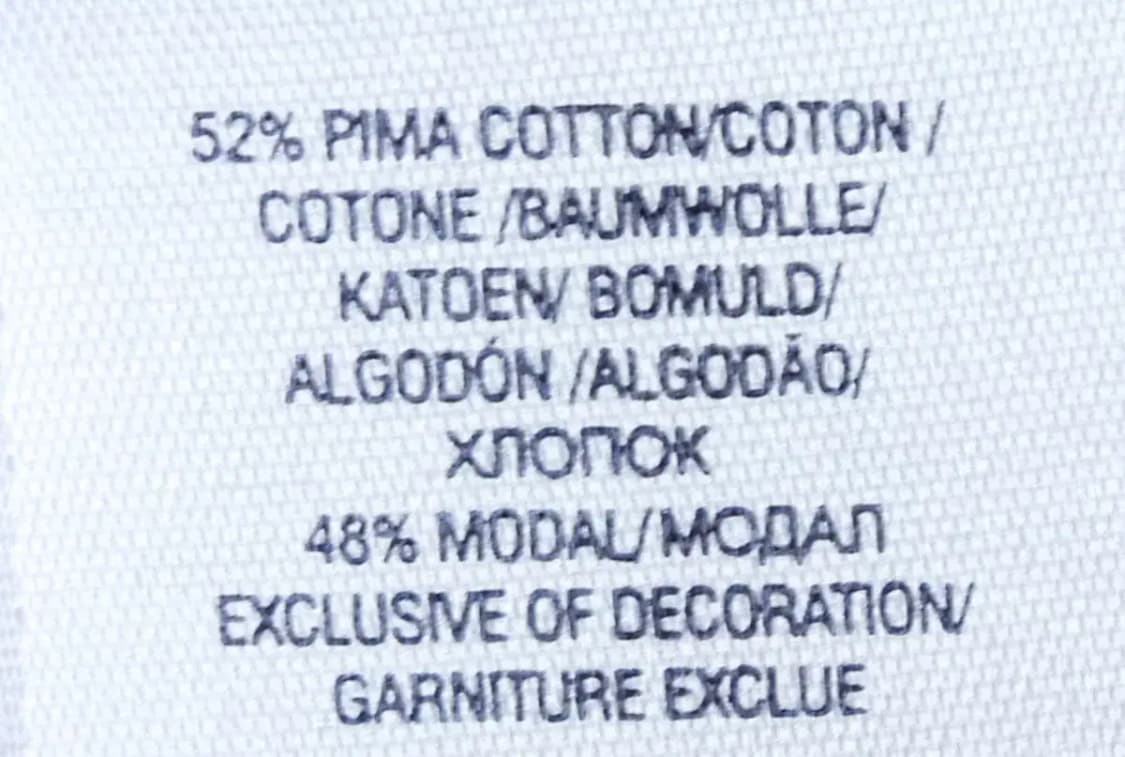 52% PIMA COTTON/COTON /
COTONE /BAUMWOLLE/
KATOEN/ BOMULD/
ALGODÓN /ALGODÃO/
ХЛОПОК
48% MODAL/МОДАЛ
EXCLUSIVE OF DECORATION/
GARNITURE EXCLUE